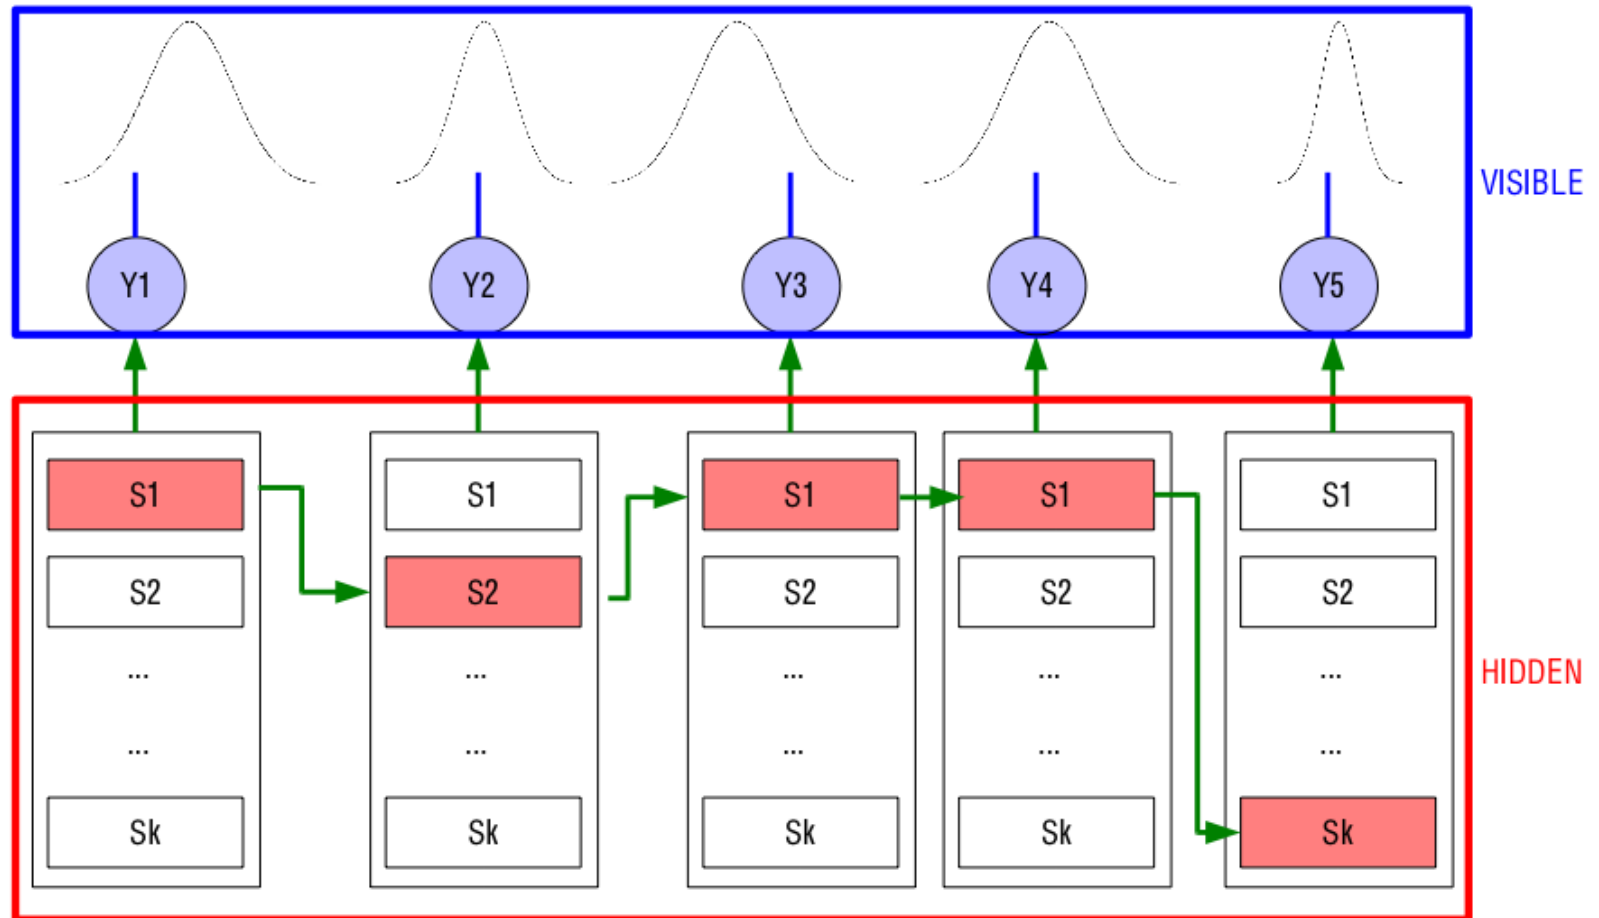 VISIBLE
Y1 Y2 Y3 Y4 Y5
HIDDEN
S1 S1 S1 S1 S1
S2 S2 S2 S2 S2
... ... ... ... ...
... ... ... ... ...
Sk Sk Sk Sk Sk